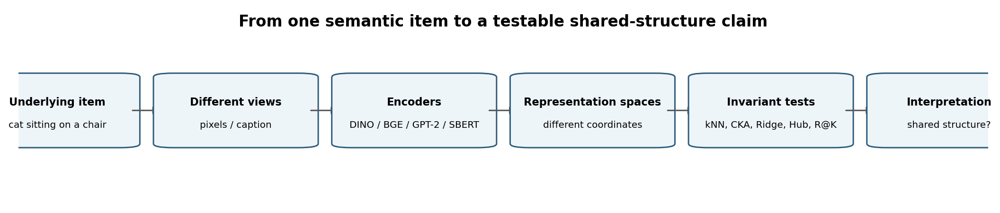 From one semantic item to a testable shared-structure claim
Underlying item
cat sitting on a chair
Different views
pixels / caption
Encoders
DINO / BGE / GPT-2 / SBERT
Representation spaces
different coordinates
Invariant tests
kNN, CKA, Ridge, Hub, R@K
Interpretation
shared structure?